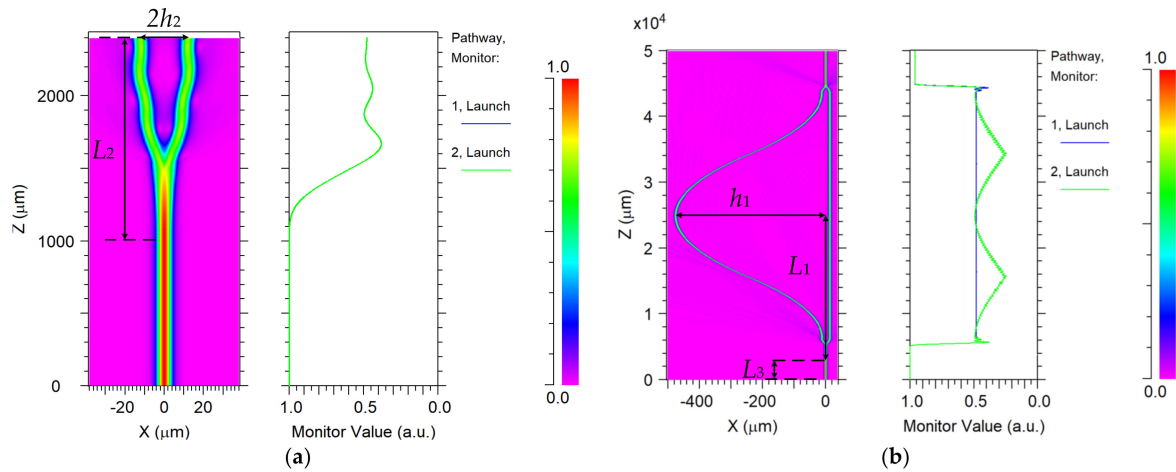 2h2
Pathway,
Monitor:
1, Launch
2, Launch
1.0
0.0
L2
2000
1000
0
Z (μm)
-20 0 20
X (μm)
1.0 0.5 0.0
Monitor Value (a.u.)
(a)
x10^4
5
4
3
2
1
0
Z (μm)
h1
L1
L3
-400 -200 0
X (μm)
Pathway,
Monitor:
1, Launch
2, Launch
1.0
0.0
1.0 0.5 0.0
Monitor Value (a.u.)
(b)